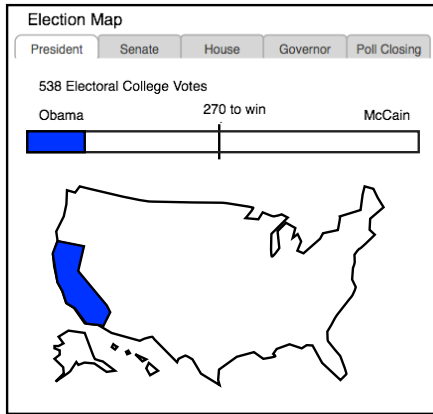 Election Map
President Senate House Governor Poll Closing
538 Electoral College Votes
Obama 270 to win McCain